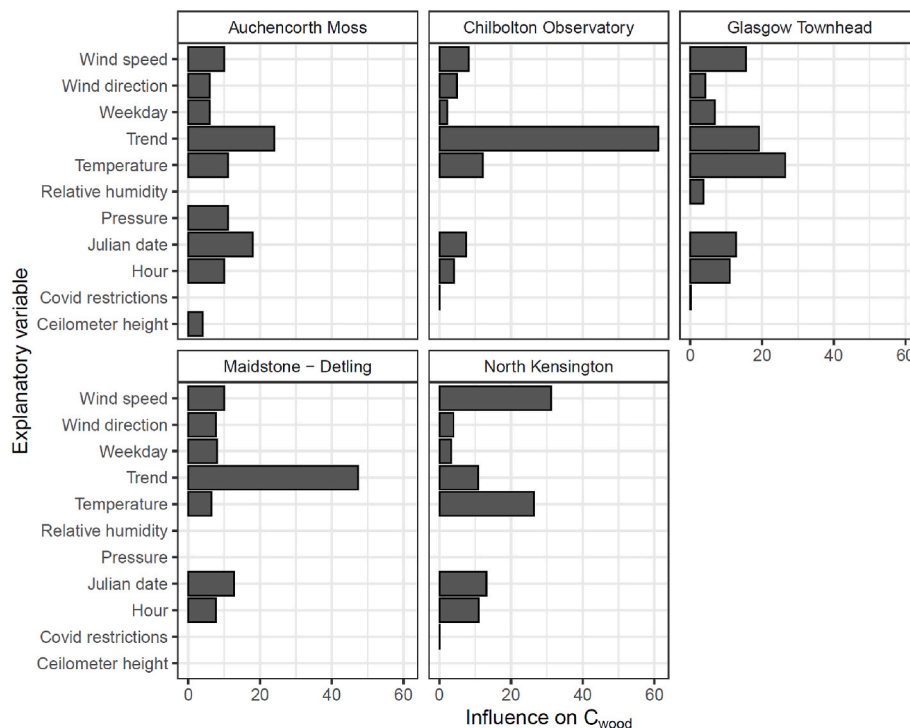 Auchencorth Moss
Chilbolton Observatory
Glasgow Townhead
Wind speed
Wind direction
Weekday
Trend
Temperature
Relative humidity
Pressure
Julian date
Hour
Covid restrictions
Ceilometer height
0 20 40 60
Maidstone − Detling
North Kensington
Wind speed
Wind direction
Weekday
Trend
Temperature
Relative humidity
Pressure
Julian date
Hour
Covid restrictions
Ceilometer height
0 20 40 60
0 20 40 60
Explanatory variable
Influence on Cwood